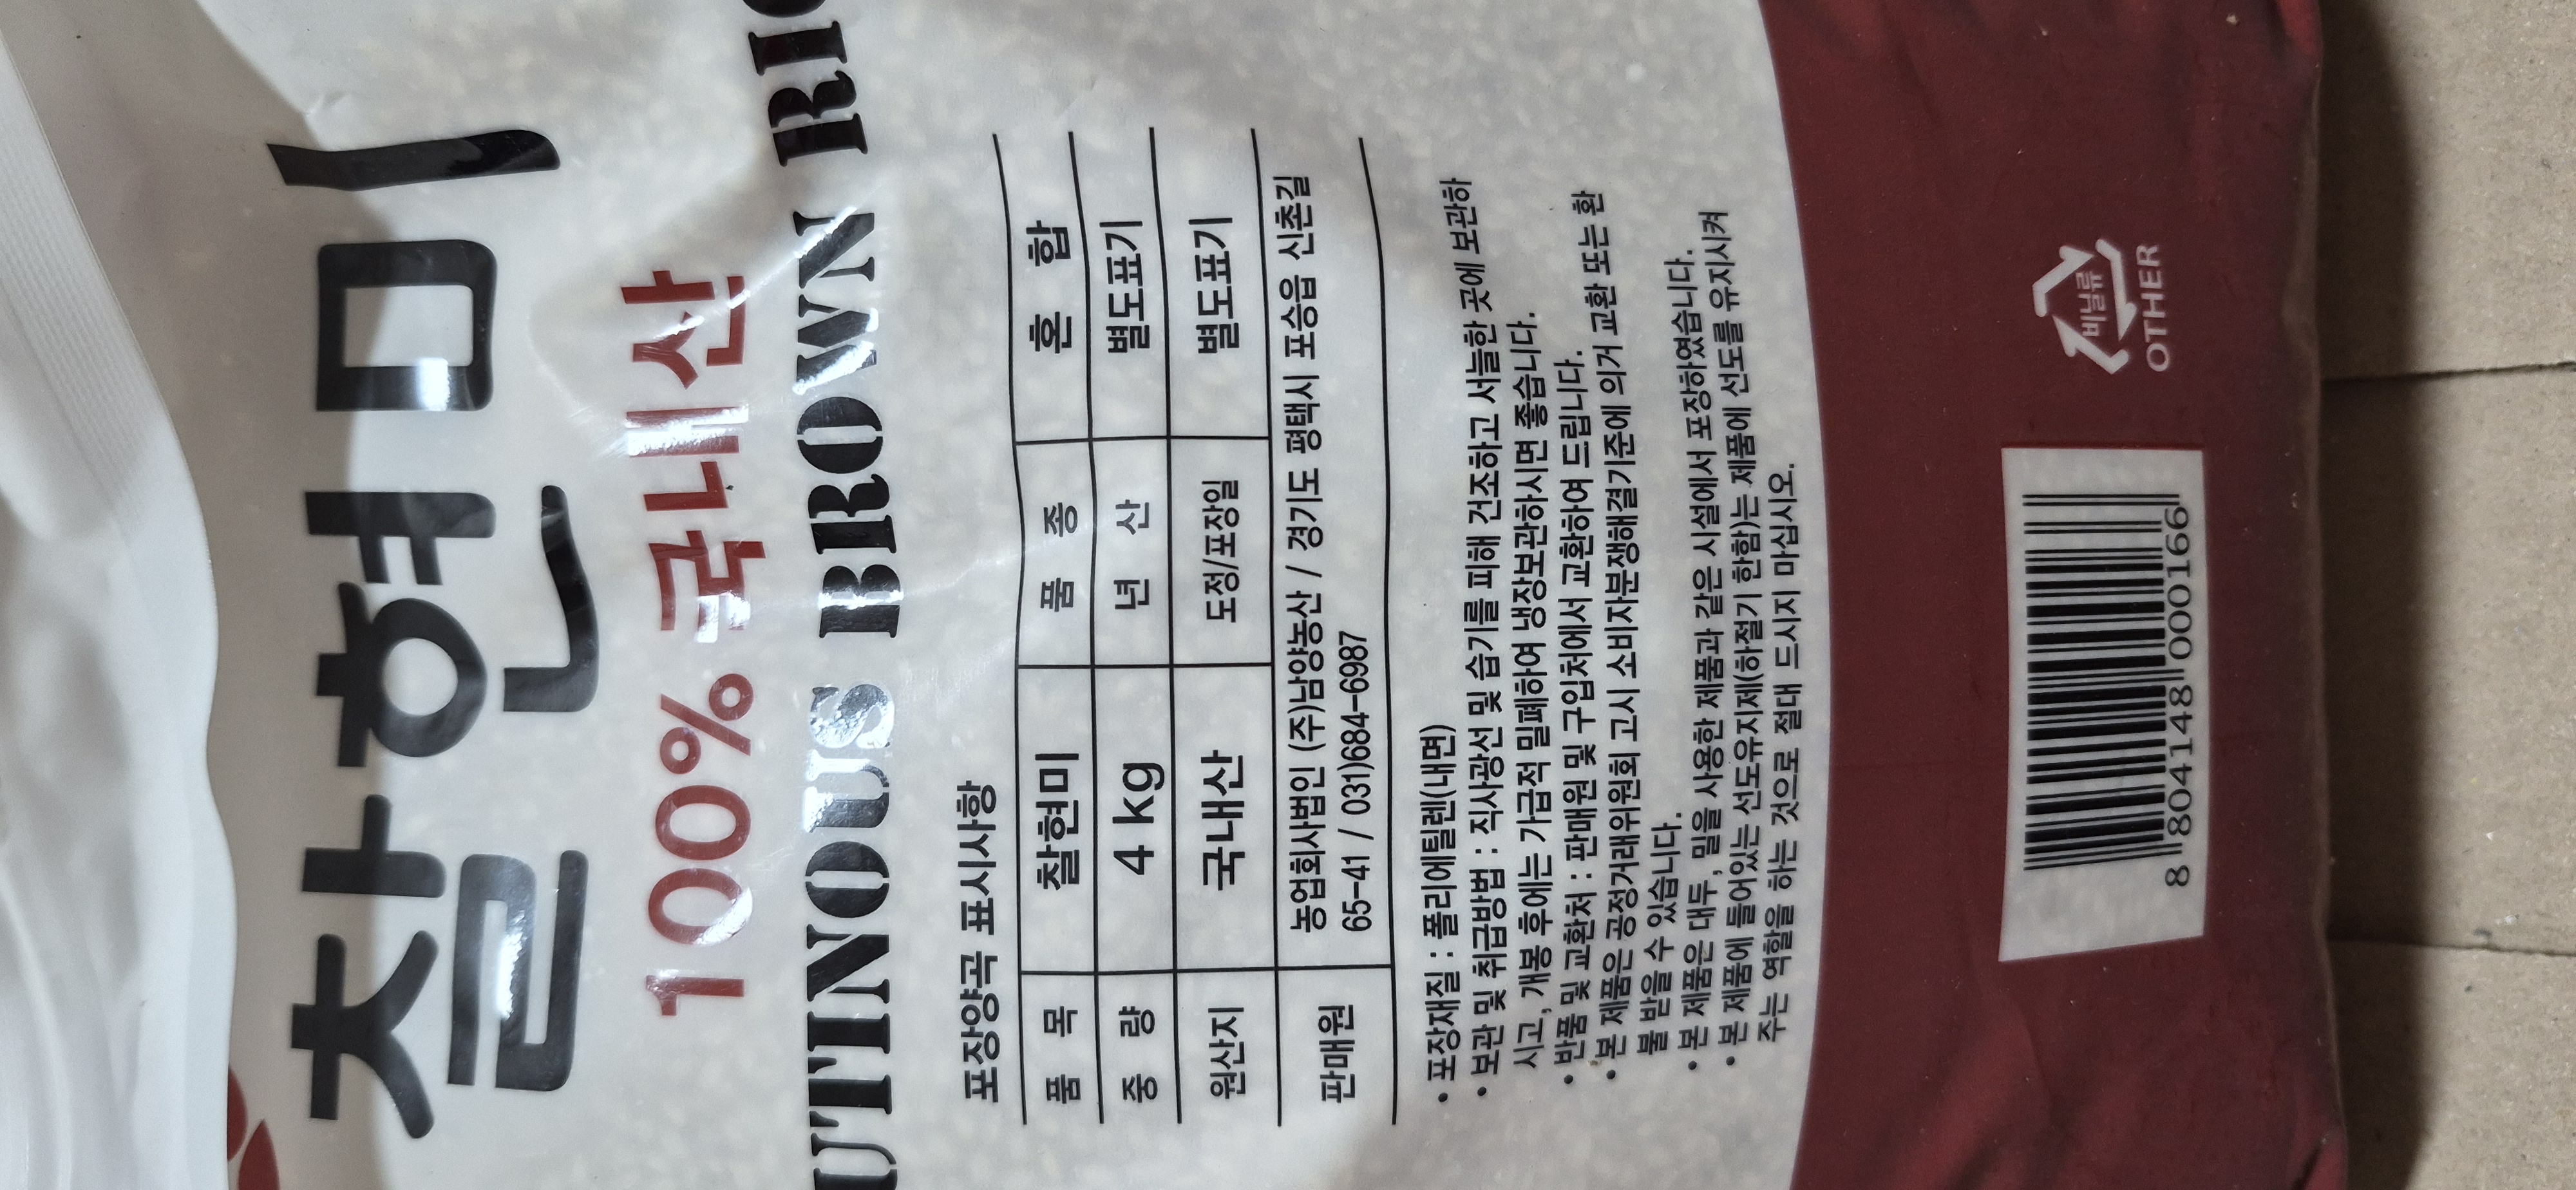 찰현미
100% 국내산
UTINOUS BROWN RIC
포장양곡 표시사항
품 목 찰현미 품 종 혼 합
중 량 4 kg 년 산 별도표기
원산지 국내산 도정/포장일 별도표기
판매원 농업회사법인 (주)남양농산 / 경기도 평택시 포승읍 신촌길
65-41 / 031)684-6987
• 포장재질 : 폴리에틸렌(내면)
• 보관 및 취급방법 : 직사광선 및 습기를 피해 건조하고 서늘한 곳에 보관하
시고, 개봉 후에는 가급적 밀폐하여 냉장보관하시면 좋습니다.
• 반품 및 교환처 : 판매원 및 구입처에서 교환하여 드립니다.
• 본 제품은 공정거래위원회 고시 소비자분쟁해결기준에 의거 교환 또는 환
불 받을 수 있습니다.
• 본 제품은 대두, 밀을 사용한 제품과 같은 시설에서 포장하였습니다.
• 본 제품에 들어있는 선도유지제(하절기 한함)는 제품에 선도를 유지시켜
주는 역할을 하는 것으로 절대 드시지 마십시오.
8 804148 000166
비닐류
OTHER